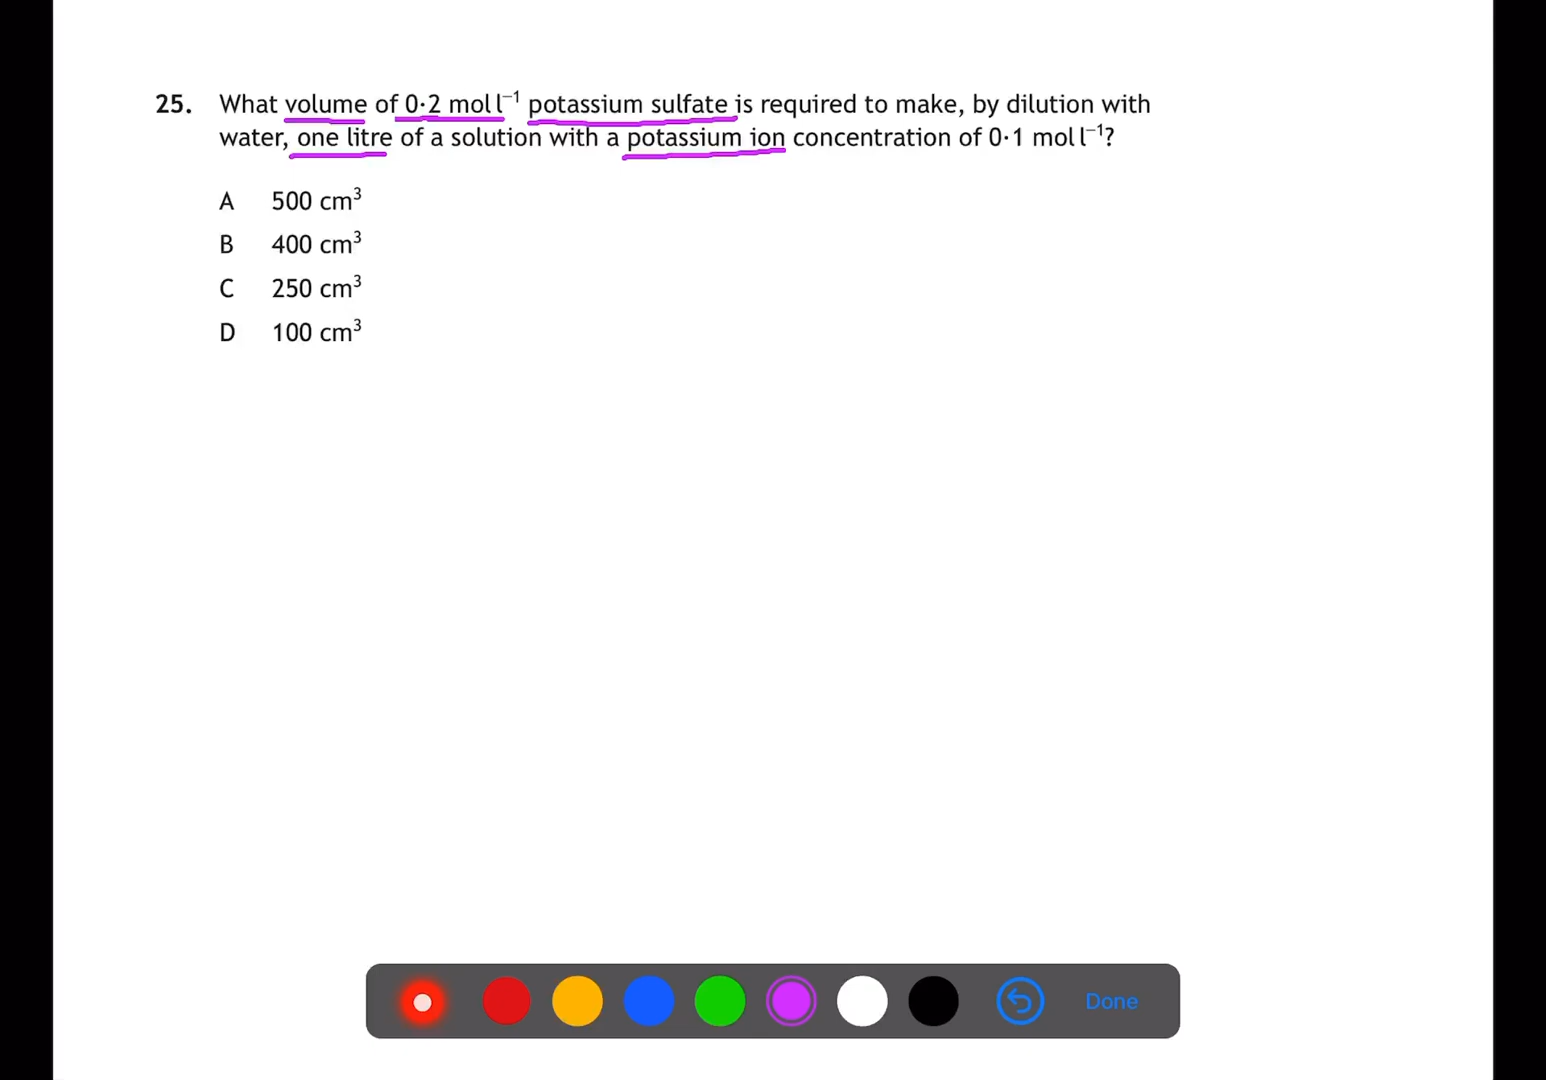 25. What volume of 0·2 mol l⁻¹ potassium sulfate is required to make, by dilution with
water, one litre of a solution with a potassium ion concentration of 0·1 mol l⁻¹?
A 500 cm³
B 400 cm³
C 250 cm³
D 100 cm³
Done